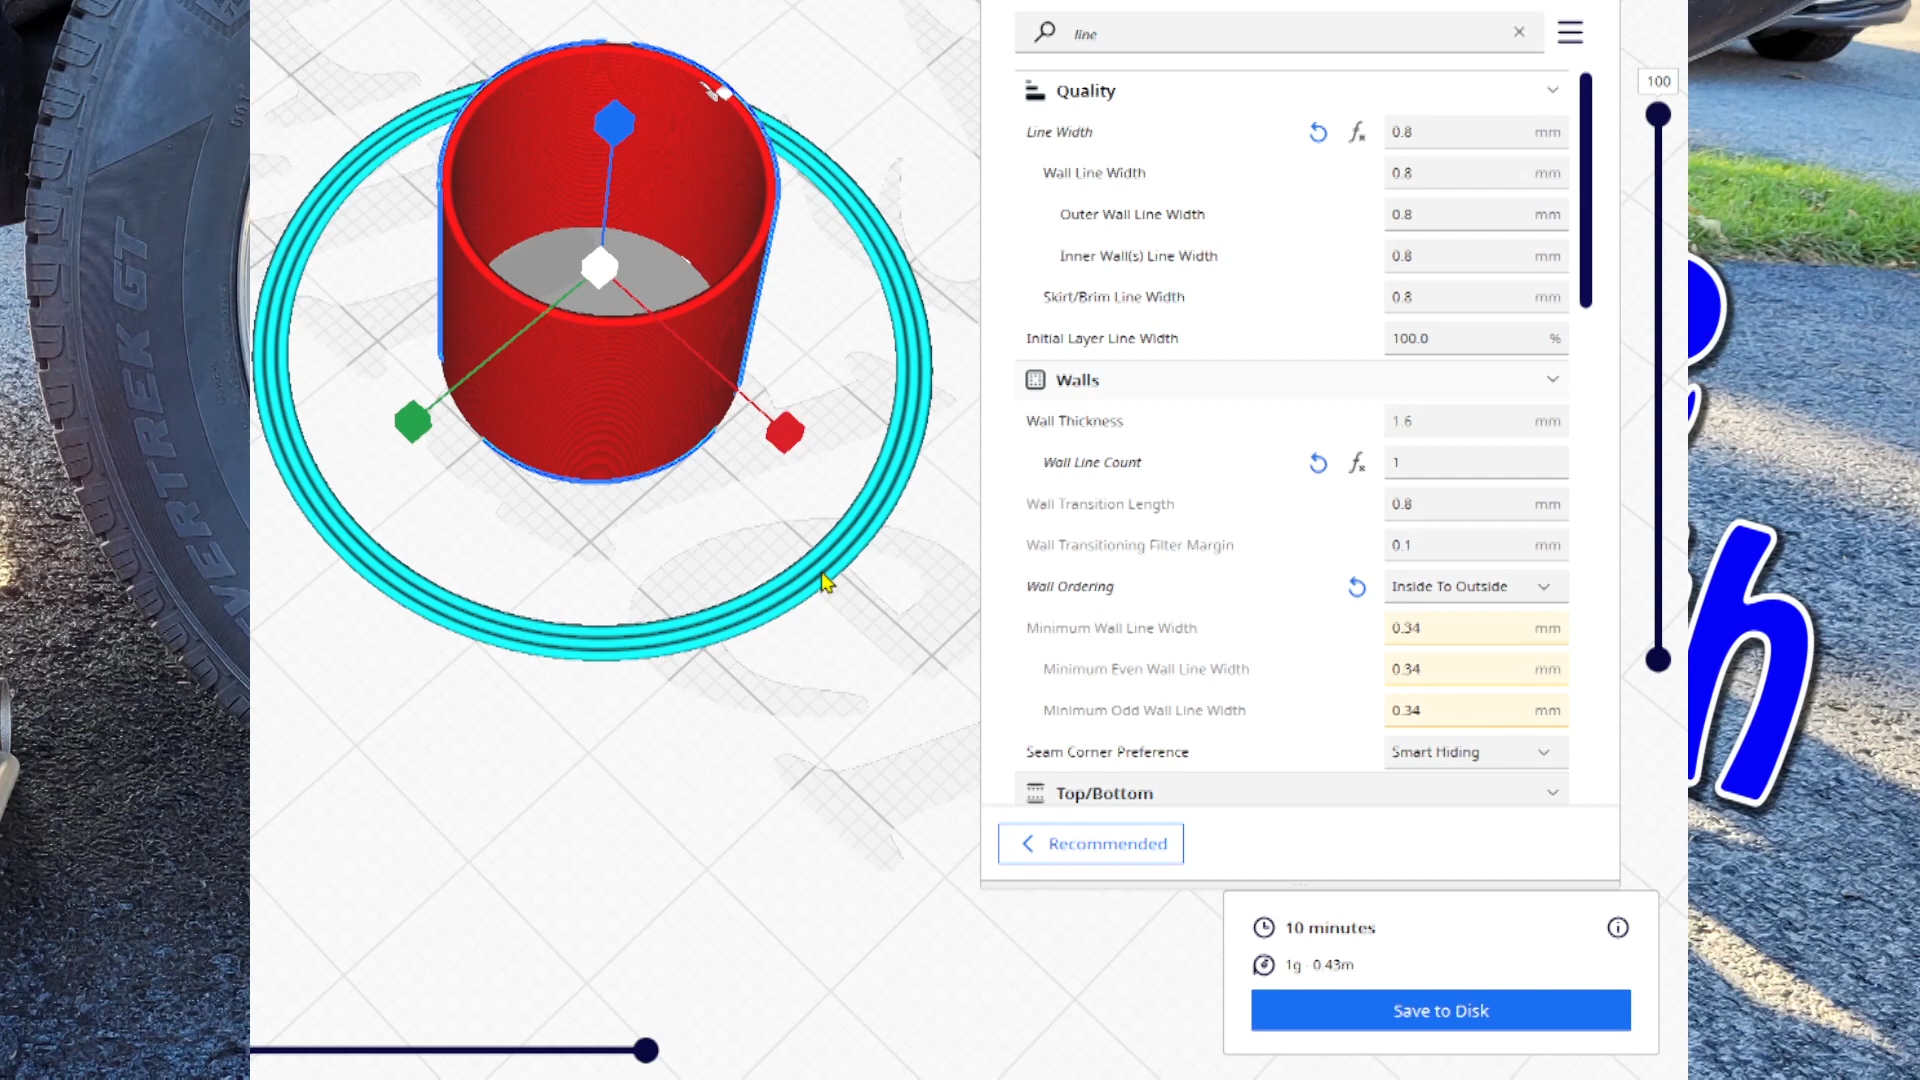 line
100
Quality
Line Width 0.8 mm
Wall Line Width 0.8 mm
Outer Wall Line Width 0.8 mm
Inner Wall(s) Line Width 0.8 mm
Skirt/Brim Line Width 0.8 mm
Initial Layer Line Width 100.0 %
Walls
Wall Thickness 1.6 mm
Wall Line Count 1
Wall Transition Length 0.8 mm
Wall Transitioning Filter Margin 0.1 mm
Wall Ordering Inside To Outside
Minimum Wall Line Width 0.34 mm
Minimum Even Wall Line Width 0.34 mm
Minimum Odd Wall Line Width 0.34 mm
Seam Corner Preference Smart Hiding
Top/Bottom
Recommended
10 minutes
1g · 0.43m
Save to Disk
VERTREK GT
h